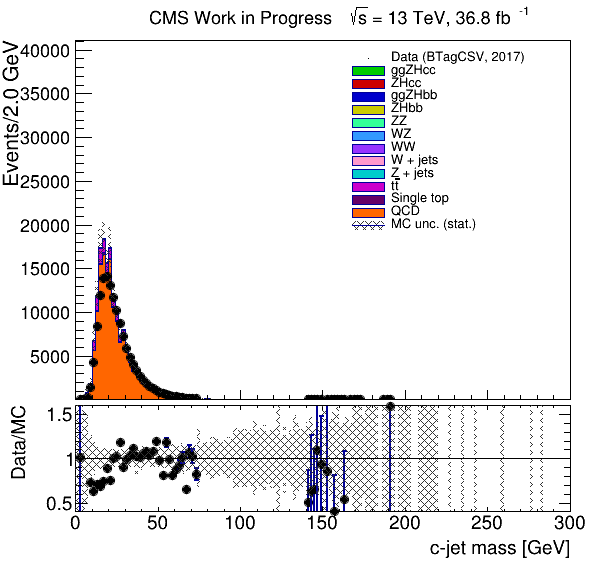 CMS Work in Progress √s = 13 TeV, 36.8 fb -1
Events/2.0 GeV
40000
35000
30000
25000
20000
15000
10000
5000
Data (BTagCSV, 2017)
ggZHcc
ZHcc
ggZHbb
ZHbb
ZZ
WZ
WW
W + jets
Z + jets
tt̅
Single top
QCD
MC unc. (stat.)
Data/MC
1.5
1
0.5
0 50 100 150 200 250 300
c-jet mass [GeV]